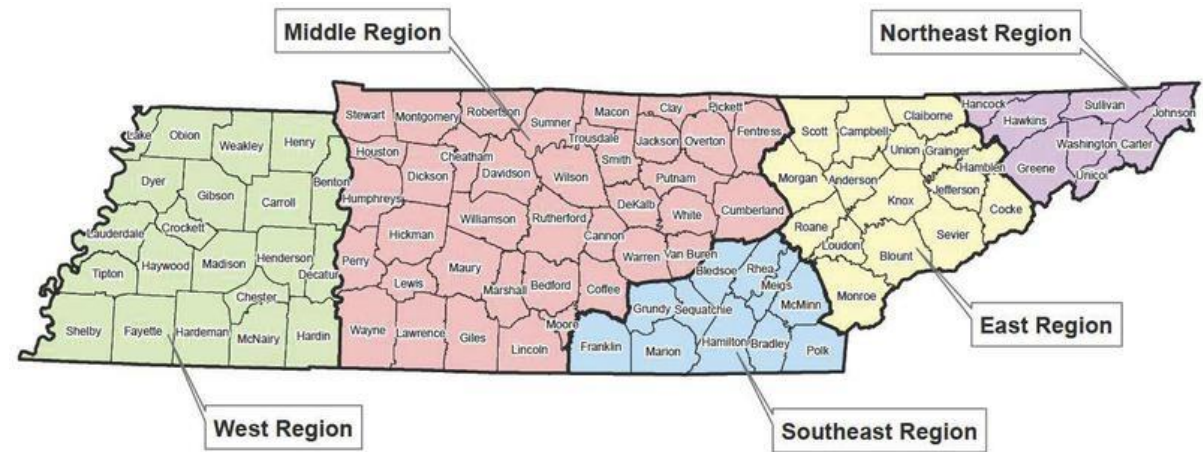 Middle Region
Northeast Region
Stewart Montgomery Robertson Sumner Macon Clay Pickett
Fentress
Trousdale Jackson Overton
Houston Cheatham Smith
Dickson Davidson Wilson Putnam
Humphreys
DeKalb White Cumberland
Williamson Rutherford
Hickman Cannon
Warren Van Buren
Perry Maury
Lewis Marshall Bedford Coffee
Moore
Wayne Lawrence Giles Lincoln
Lake Obion Weakley Henry
Benton
Dyer Gibson Carroll
Crockett
Lauderdale
Tipton Haywood Madison Henderson Decatur
Chester
Shelby Fayette Hardeman McNairy Hardin
Scott Campbell Claiborne
Union Grainger
Hamblen
Morgan Anderson Jefferson
Knox Cocke
Roane Sevier
Loudon Blount
Monroe
Hancock Sullivan Johnson
Hawkins
Washington Carter
Greene Unicoi
Bledsoe Rhea
Meigs
Grundy Sequatchie McMinn
Franklin Marion Hamilton Bradley Polk
East Region
West Region
Southeast Region